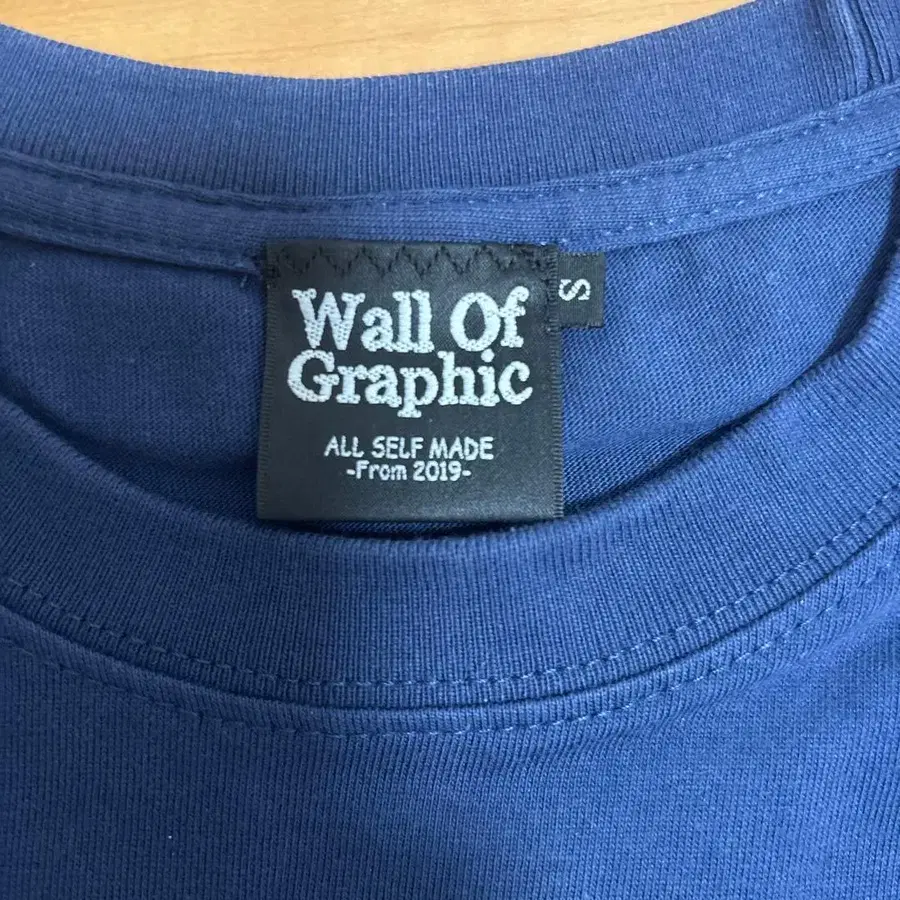 Wall Of
Graphic
ALL SELF MADE
-From 2019-
S